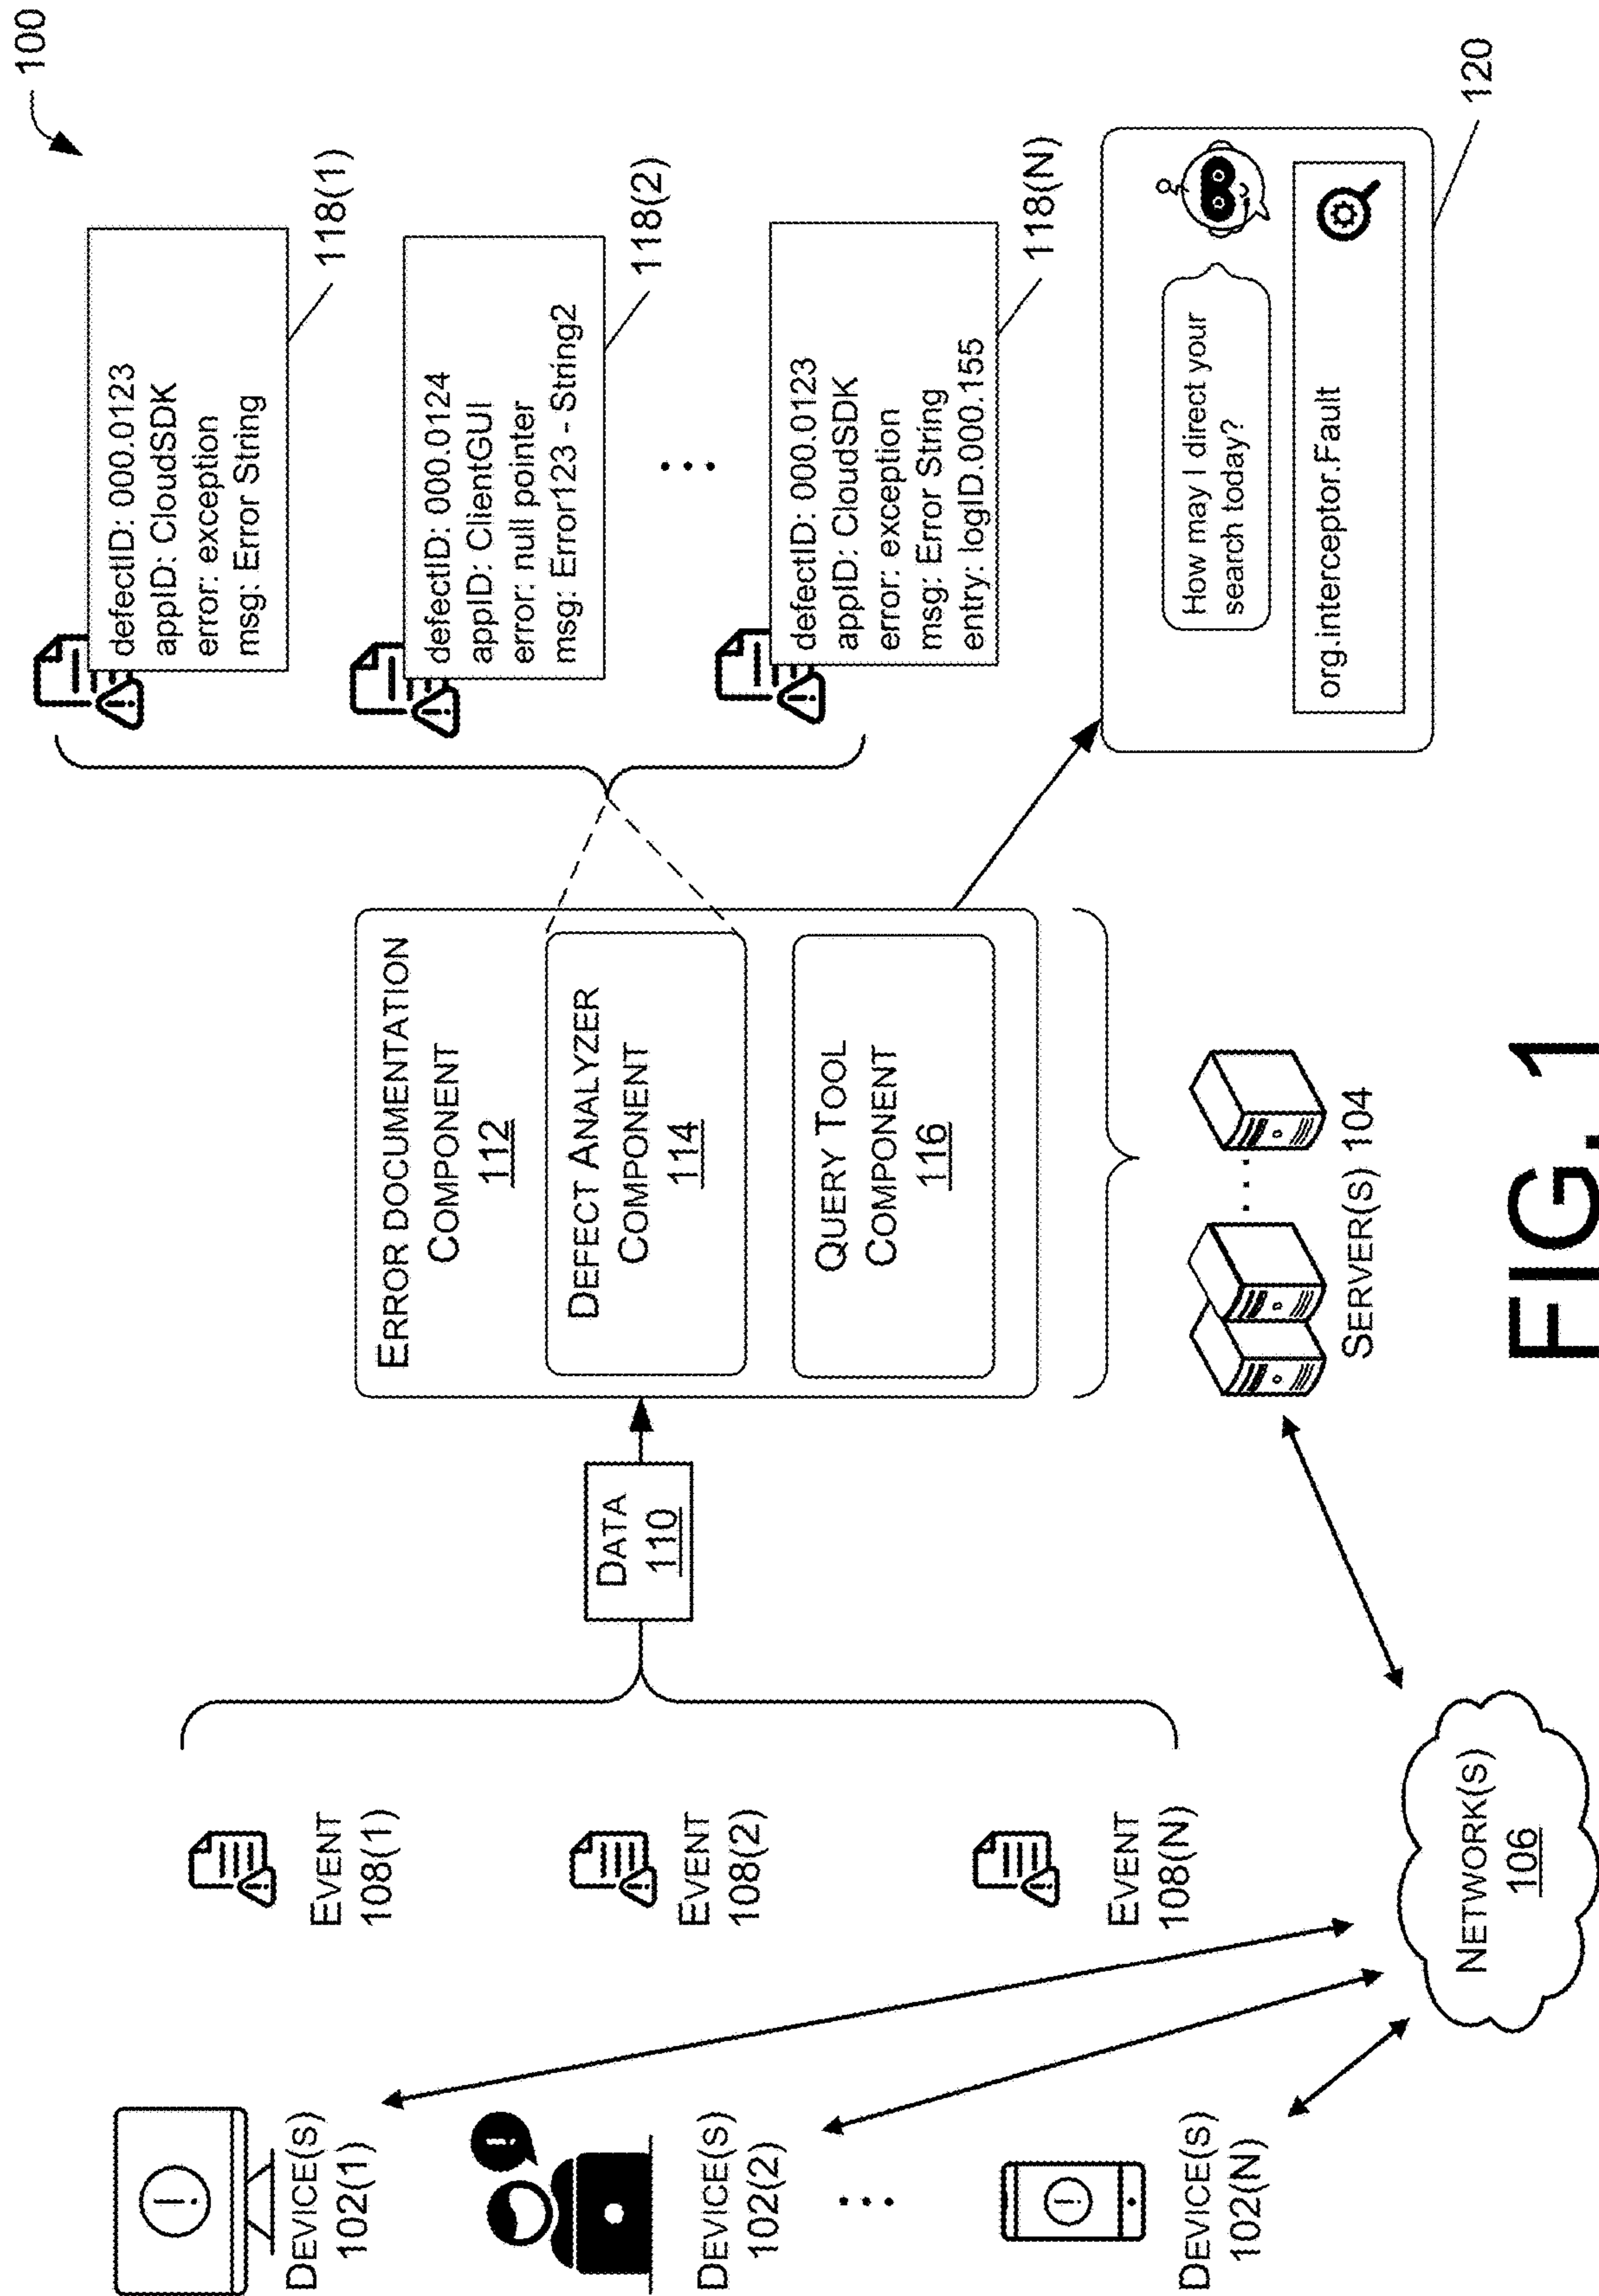 100
DEVICE(S)
102(1)
DEVICE(S)
102(2)
DEVICE(S)
102(N)
EVENT
108(1)
EVENT
108(2)
EVENT
108(N)
DATA
110
ERROR DOCUMENTATION
COMPONENT
112
DEFECT ANALYZER
COMPONENT
114
QUERY TOOL
COMPONENT
116
defectID: 000.0123
appID: CloudSDK
error: exception
msg: Error String
118(1)
defectID: 000.0124
appID: ClientGUI
error: null pointer
msg: Error123 - String2
118(2)
defectID: 000.0123
appID: CloudSDK
error: exception
msg: Error String
entry: logID.000.155
118(N)
How may I direct your
search today?
org.interceptor.Fault
120
SERVER(S) 104
NETWORK(S)
106
FIG. 1